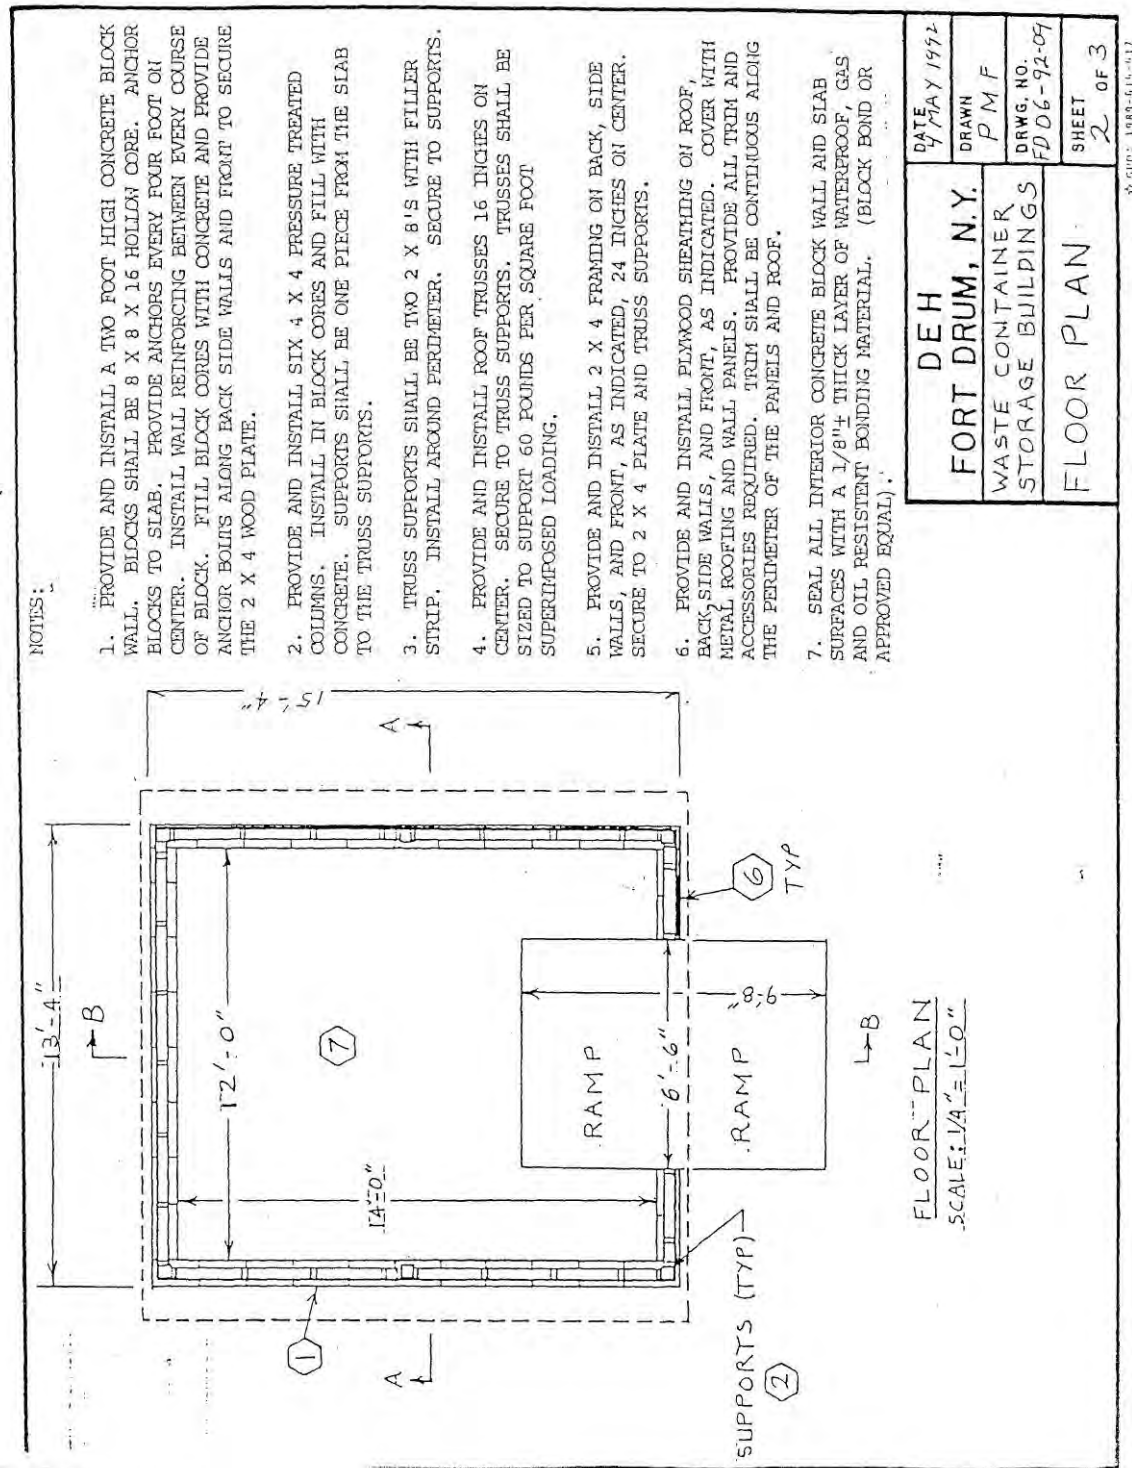 NOTES:
1. PROVIDE AND INSTALL A TWO FOOT HIGH CONCRETE BLOCK
WALL. BLOCKS SHALL BE 8 X 8 X 16 HOLLOW CORE. ANCHOR
BLOCKS TO SLAB. PROVIDE ANCHORS EVERY FOUR FOOT ON
CENTER. INSTALL WALL REINFORCING BETWEEN EVERY COURSE
OF BLOCK. FILL BLOCK CORES WITH CONCRETE AND PROVIDE
ANCHOR BOLTS ALONG BACK SIDE WALLS AND FRONT TO SECURE
THE 2 X 4 WOOD PLATE.
2. PROVIDE AND INSTALL SIX 4 X 4 PRESSURE TREATED
COLUMNS. INSTALL IN BLOCK CORES AND FILL WITH
CONCRETE. SUPPORTS SHALL BE ONE PIECE FROM THE SLAB
TO THE TRUSS SUPPORTS.
3. TRUSS SUPPORTS SHALL BE TWO 2 X 8'S WITH FILLER
STRIP. INSTALL AROUND PERIMETER. SECURE TO SUPPORTS.
4. PROVIDE AND INSTALL ROOF TRUSSES 16 INCHES ON
CENTER. SECURE TO TRUSS SUPPORTS. TRUSSES SHALL BE
SIZED TO SUPPORT 60 POUNDS PER SQUARE FOOT
SUPERIMPOSED LOADING.
5. PROVIDE AND INSTALL 2 X 4 FRAMING ON BACK, SIDE
WALLS, AND FRONT, AS INDICATED, 24 INCHES ON CENTER.
SECURE TO 2 X 4 PLATE AND TRUSS SUPPORTS.
6. PROVIDE AND INSTALL PLYWOOD SHEATHING ON ROOF,
BACK, SIDE WALLS, AND FRONT, AS INDICATED. COVER WITH
METAL ROOFING AND WALL PANELS. PROVIDE ALL TRIM AND
ACCESSORIES REQUIRED. TRIM SHALL BE CONTINUOUS ALONG
THE PERIMETER OF THE PANELS AND ROOF.
7. SEAL ALL INTERIOR CONCRETE BLOCK WALL AND SLAB
SURFACES WITH A 1/8"± THICK LAYER OF WATERPROOF, GAS
AND OIL RESISTENT BONDING MATERIAL. (BLOCK BOND OR
APPROVED EQUAL).
13'-4"
B
12'-0"
14'-0"
15'-4"
A
A
1
7
RAMP
6'-6"
9'-8"
RAMP
6
TYP
SUPPORTS (TYP)
2
B
FLOOR PLAN
SCALE: 1/4"=1'-0"
DEH
FORT DRUM, N.Y.
WASTE CONTAINER
STORAGE BUILDINGS
FLOOR PLAN
DATE
4 MAY 1992
DRAWN
PMF
DRWG. NO.
FD06-92-09
SHEET
2 OF 3